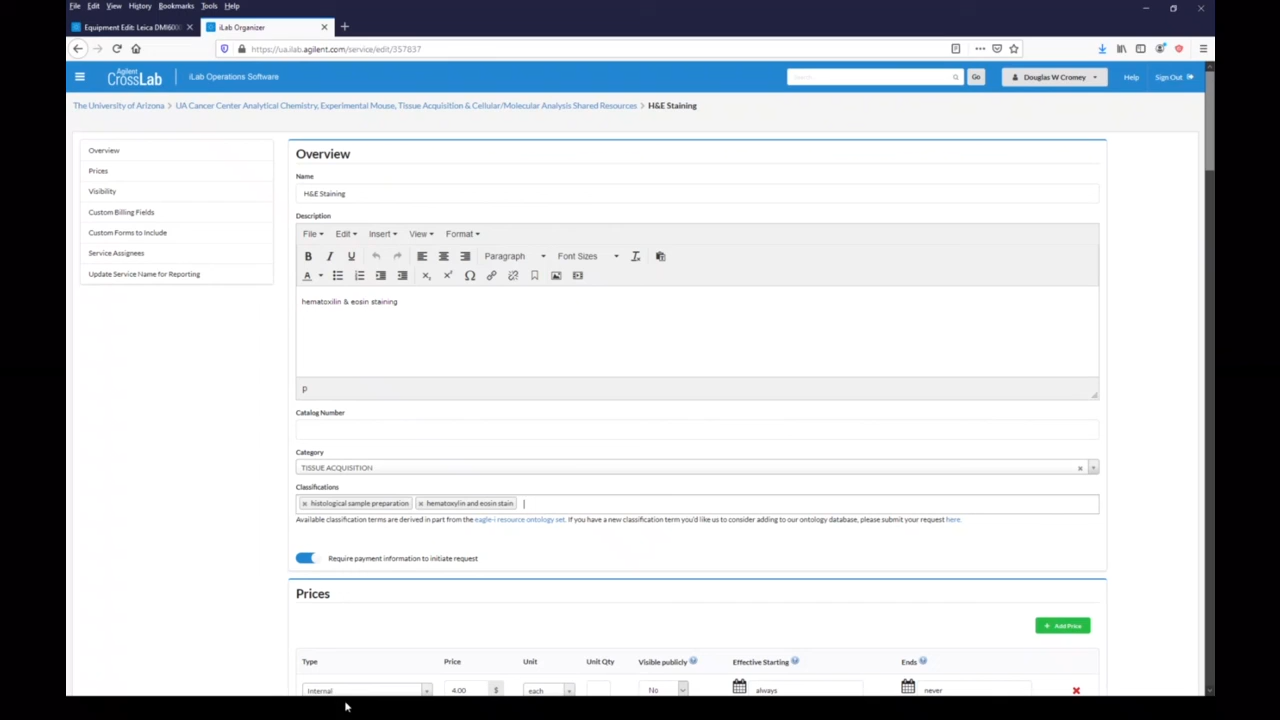 File Edit View History Bookmarks Tools Help
Equipment Edit: Leica DMI6000
iLab Organizer
https://ua.ilab.agilent.com/service/edit/357837
Agilent CrossLab
iLab Operations Software
Search
Go
Douglas W Cromey
Help
Sign Out
The University of Arizona > UA Cancer Center Analytical Chemistry, Experimental Mouse, Tissue Acquisition & Cellular/Molecular Analysis Shared Resources > H&E Staining
Overview
Prices
Visibility
Custom Billing Fields
Custom Forms to Include
Service Assignees
Update Service Name for Reporting
Overview
Name
H&E Staining
Description
File Edit Insert View Format
B I U Paragraph Font Sizes
A
hematoxilin & eosin staining
p
Catalog Number
Category
TISSUE ACQUISITION
Classifications
× histological sample preparation × hematoxylin and eosin stain
Available classification terms are derived in part from the eagle-i resource ontology set. If you have a new classification term you'd like us to consider adding to our ontology database, please submit your request here.
Require payment information to initiate request
Prices
+ Add Price
Type Price Unit Unit Qty Visible publicly Effective Starting Ends
Internal 4.00 $ each No always never